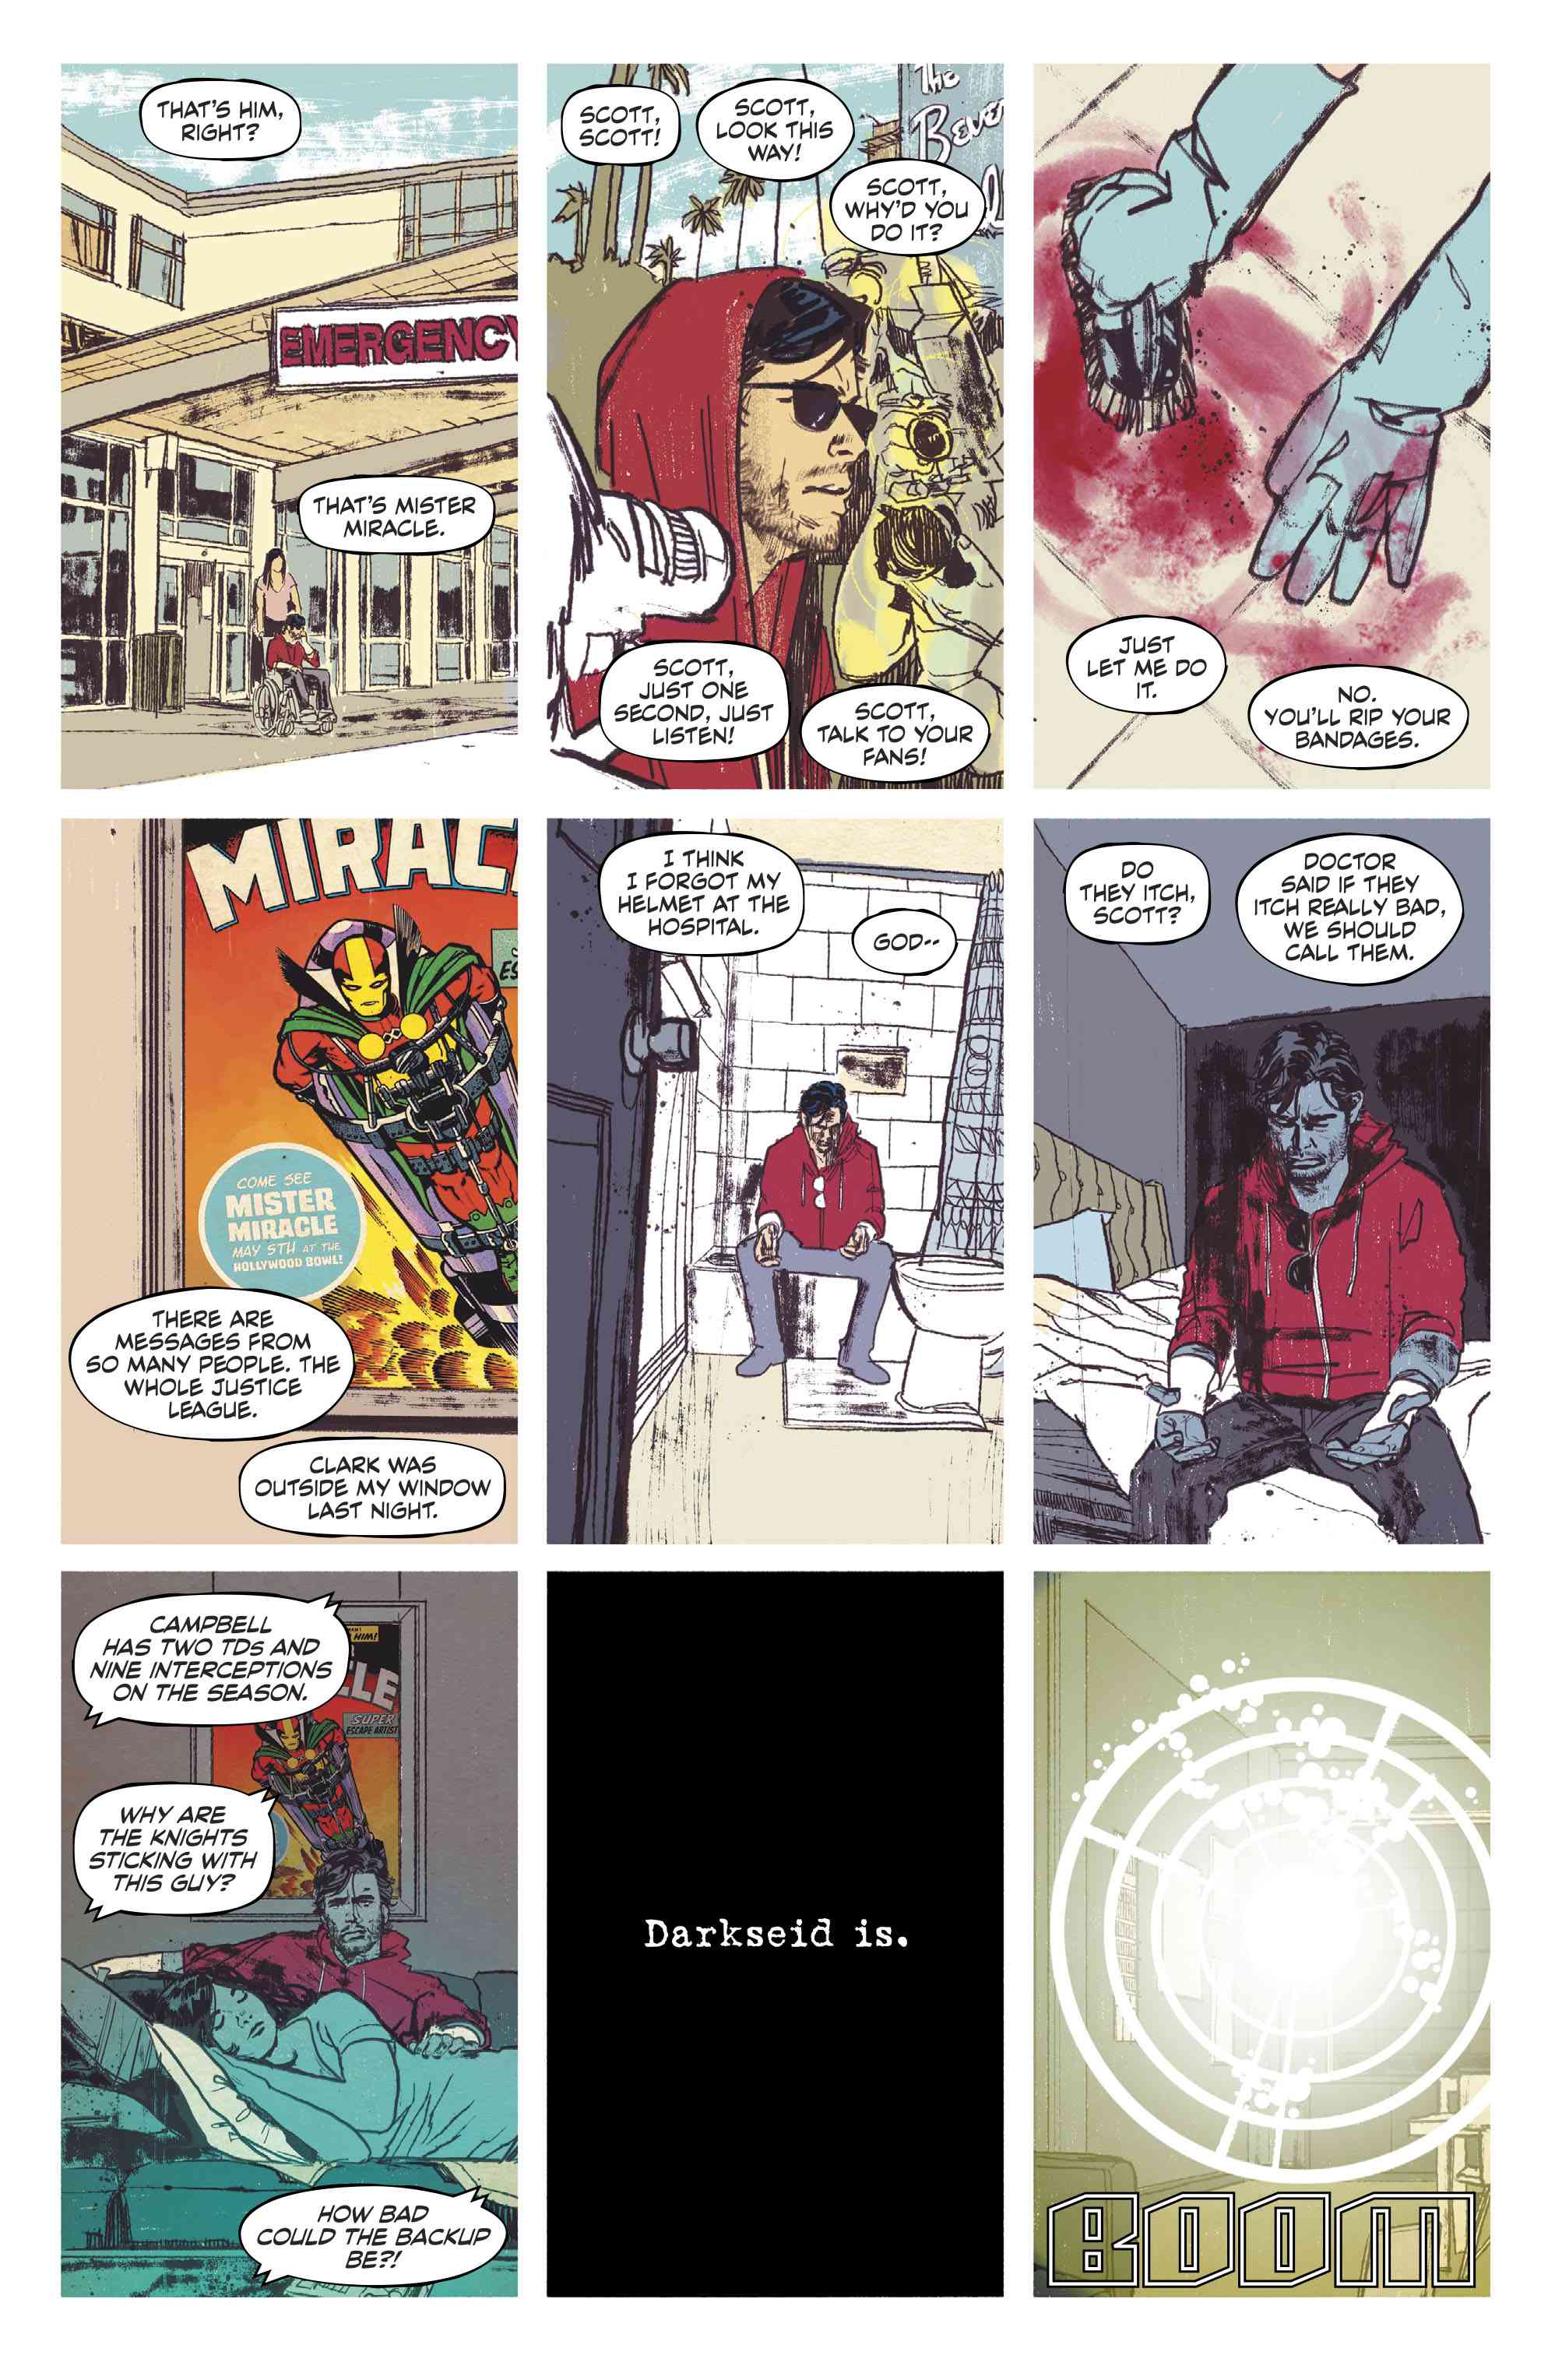 THAT'S HIM,
RIGHT?
EMERGENCY
THAT'S MISTER
MIRACLE.
SCOTT,
SCOTT!
SCOTT,
LOOK THIS
WAY!
The
Beve
SCOTT,
WHY'D YOU
DO IT?
SCOTT,
JUST ONE
SECOND, JUST
LISTEN!
SCOTT,
TALK TO YOUR
FANS!
JUST
LET ME DO
IT.
NO.
YOU'LL RIP YOUR
BANDAGES.
MIRAC
ES
COME SEE
MISTER
MIRACLE
MAY 5TH AT THE
HOLLYWOOD BOWL!
THERE ARE
MESSAGES FROM
SO MANY PEOPLE. THE
WHOLE JUSTICE
LEAGUE.
CLARK WAS
OUTSIDE MY WINDOW
LAST NIGHT.
I THINK
I FORGOT MY
HELMET AT THE
HOSPITAL.
GOD--
DO
THEY ITCH,
SCOTT?
DOCTOR
SAID IF THEY
ITCH REALLY BAD,
WE SHOULD
CALL THEM.
CAMPBELL
HAS TWO TDs AND
NINE INTERCEPTIONS
ON THE SEASON.
HIM!
CLE
SUPER
ESCAPE ARTIST
WHY ARE
THE KNIGHTS
STICKING WITH
THIS GUY?
HOW BAD
COULD THE BACKUP
BE?!
Darkseid is.
BOOM